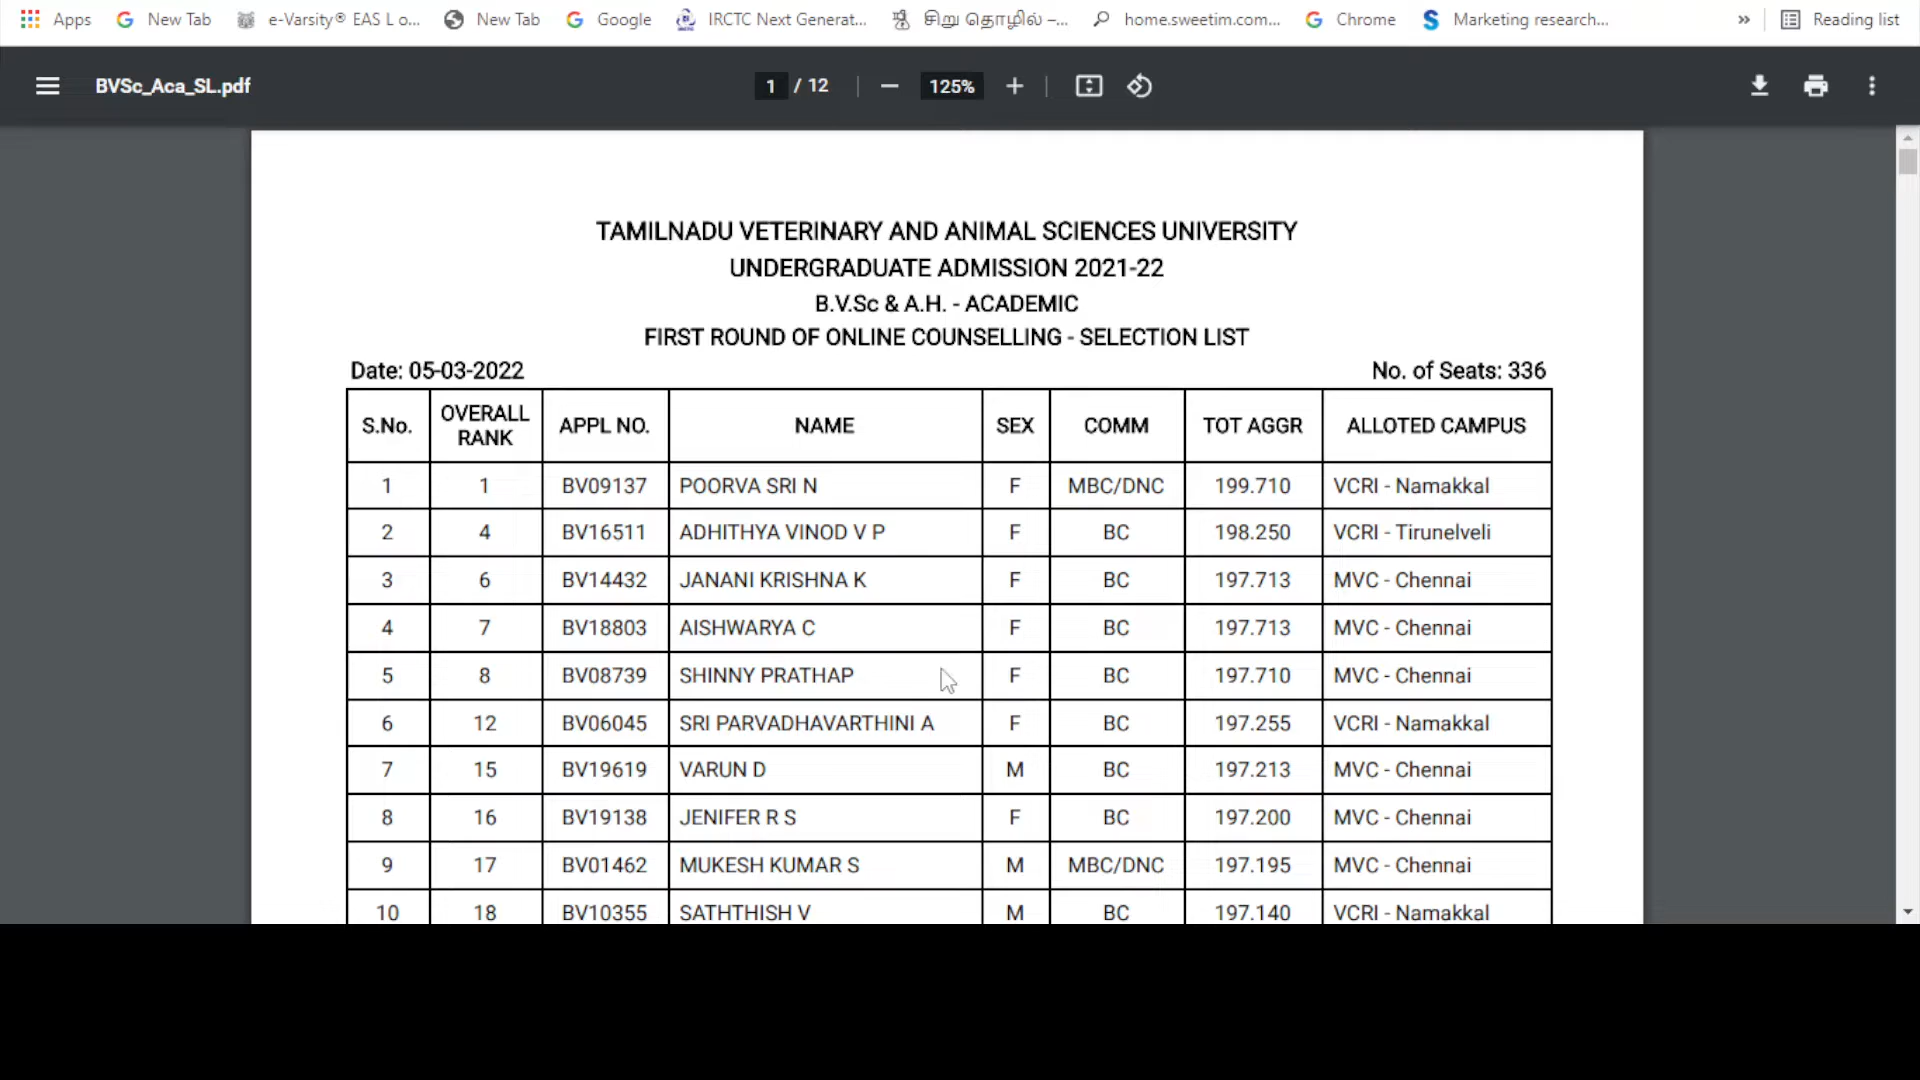 Apps New Tab e-Varsity® EAS L o... New Tab Google IRCTC Next Generat... சிறு தொழில் –... home.sweetim.com... Chrome Marketing research... » Reading list
BVSc_Aca_SL.pdf 1 / 12 — 125% +
TAMILNADU VETERINARY AND ANIMAL SCIENCES UNIVERSITY
UNDERGRADUATE ADMISSION 2021-22
B.V.Sc & A.H. - ACADEMIC
FIRST ROUND OF ONLINE COUNSELLING - SELECTION LIST
Date: 05-03-2022 No. of Seats: 336
S.No. OVERALL RANK APPL NO. NAME SEX COMM TOT AGGR ALLOTED CAMPUS
1 1 BV09137 POORVA SRI N F MBC/DNC 199.710 VCRI - Namakkal
2 4 BV16511 ADHITHYA VINOD V P F BC 198.250 VCRI - Tirunelveli
3 6 BV14432 JANANI KRISHNA K F BC 197.713 MVC - Chennai
4 7 BV18803 AISHWARYA C F BC 197.713 MVC - Chennai
5 8 BV08739 SHINNY PRATHAP F BC 197.710 MVC - Chennai
6 12 BV06045 SRI PARVADHAVARTHINI A F BC 197.255 VCRI - Namakkal
7 15 BV19619 VARUN D M BC 197.213 MVC - Chennai
8 16 BV19138 JENIFER R S F BC 197.200 MVC - Chennai
9 17 BV01462 MUKESH KUMAR S M MBC/DNC 197.195 MVC - Chennai
10 18 BV10355 SATHTHISH V M BC 197.140 VCRI - Namakkal